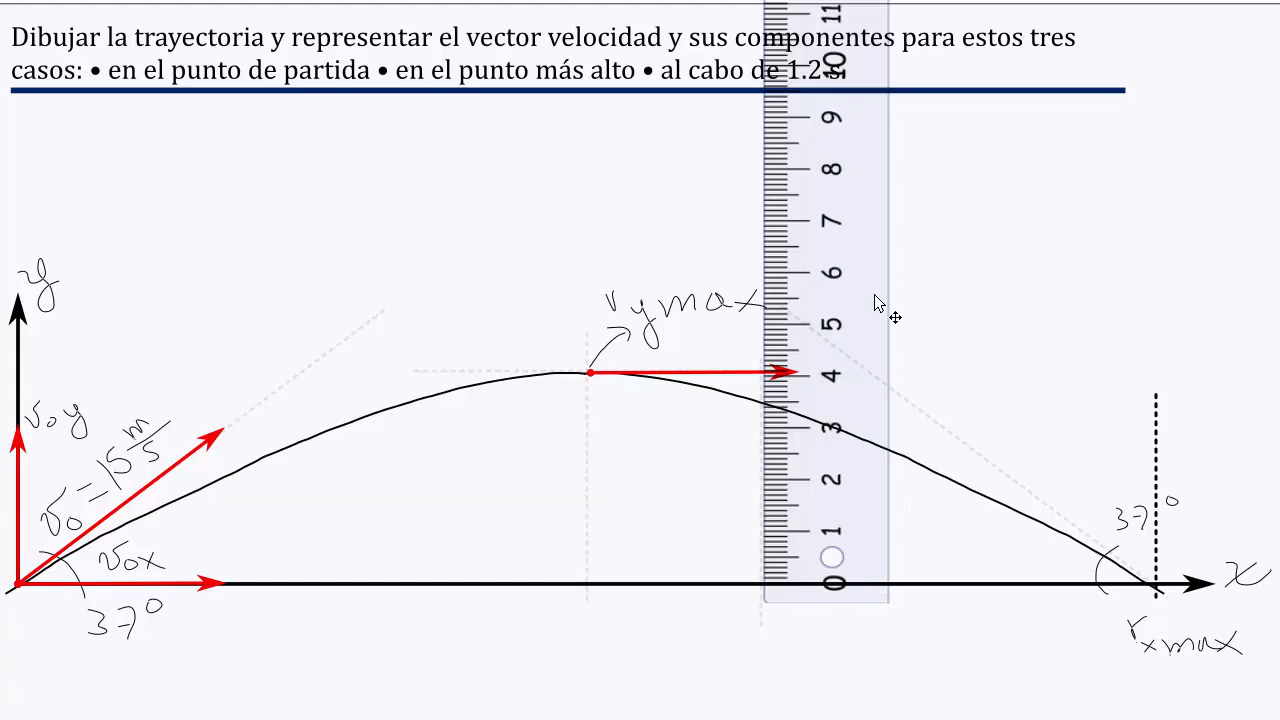 Dibujar la trayectoria y representar el vector velocidad y sus componentes para estos tres
casos: • en el punto de partida • en el punto más alto • al cabo de 1.2 s.
11
10
9
8
7
6
5
4
3
2
1
0
y
r y max
v₀y
v₀ = 15 m/s
v₀x
37°
37°
x
r x max